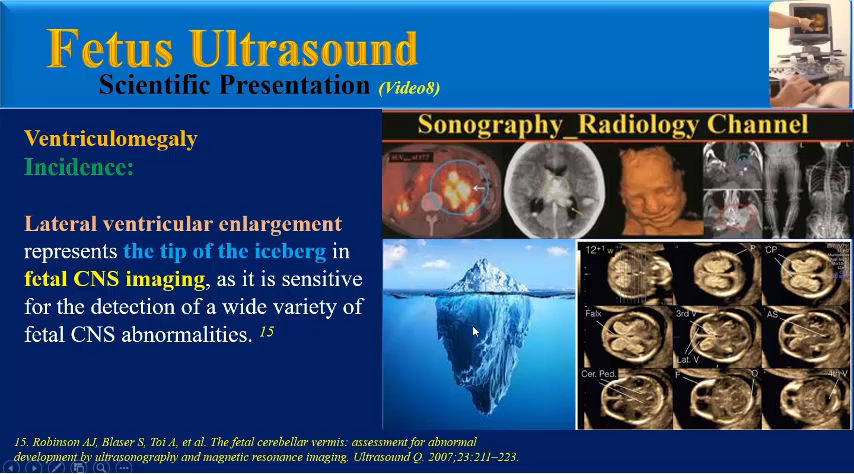 Fetus Ultrasound
Scientific Presentation (Video8)
Ventriculomegaly
Incidence:
Lateral ventricular enlargement
represents the tip of the iceberg in
fetal CNS imaging, as it is sensitive
for the detection of a wide variety of
fetal CNS abnormalities. 15
Sonography_Radiology Channel
12+1 w
P
CP
Falx
3rd V
Lat. V
AS
Cer. Ped.
F
O
4th V
15. Robinson AJ, Blaser S, Toi A, et al. The fetal cerebellar vermis: assessment for abnormal
development by ultrasonography and magnetic resonance imaging. Ultrasound Q. 2007;23:211–223.